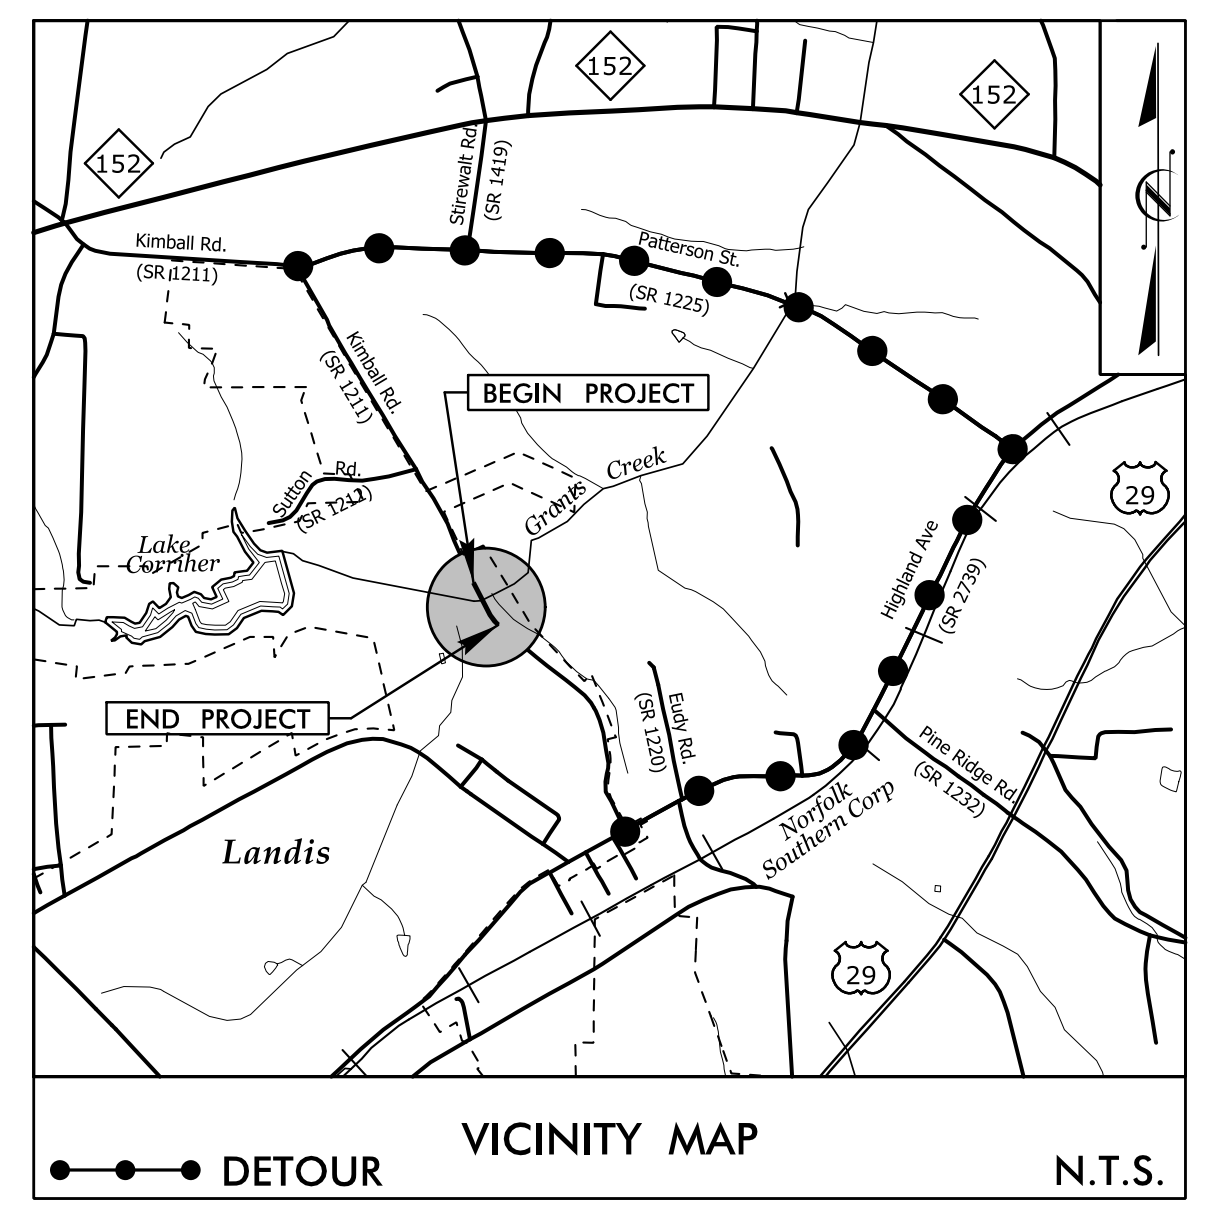 152
152
152
Stirewalt Rd.
(SR 1419)
Kimball Rd.
(SR 1211)
Patterson St.
(SR 1225)
N
Kimball Rd.
(SR 1211)
BEGIN PROJECT
Grants Creek
Sutton Rd.
(SR 1212)
29
Lake
Corriher
Highland Ave
(SR 2739)
END PROJECT
Eudy Rd.
(SR 1220)
Pine Ridge Rd.
(SR 1232)
Norfolk
Southern Corp
Landis
29
VICINITY MAP
DETOUR
N.T.S.